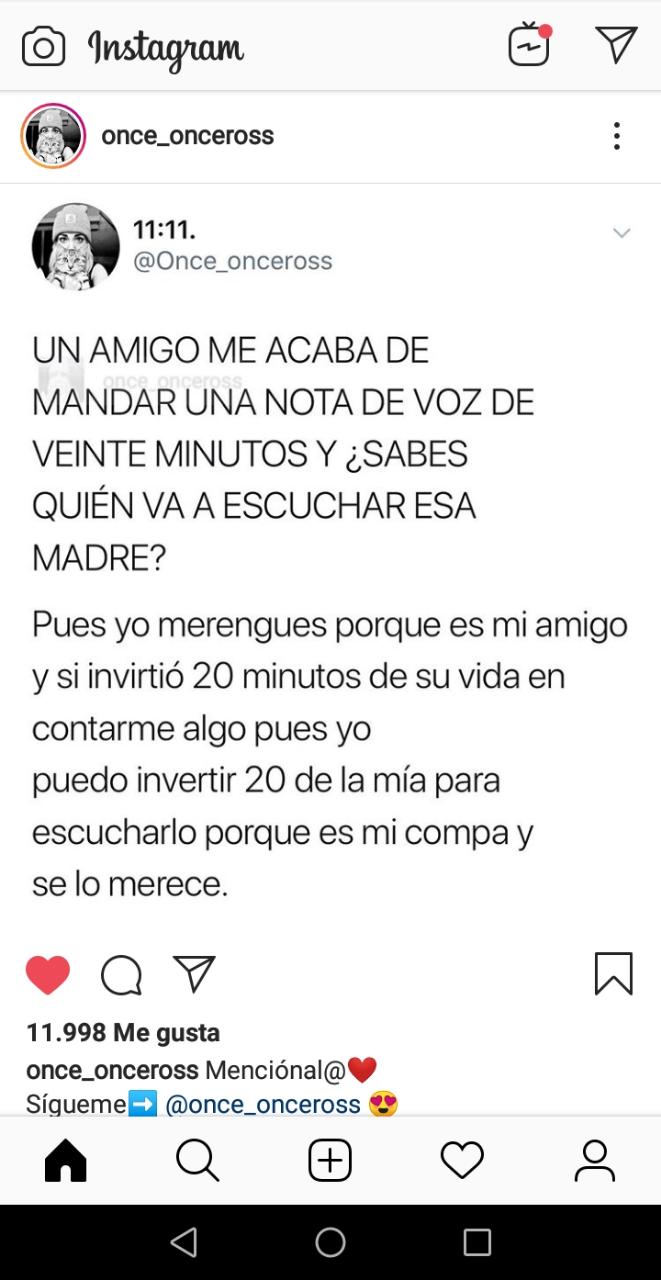 Instagram
once_onceross
11:11.
@Once_onceross
UN AMIGO ME ACABA DE
once_onceross
MANDAR UNA NOTA DE VOZ DE
VEINTE MINUTOS Y ¿SABES
QUIÉN VA A ESCUCHAR ESA
MADRE?
Pues yo merengues porque es mi amigo
y si invirtió 20 minutos de su vida en
contarme algo pues yo
puedo invertir 20 de la mía para
escucharlo porque es mi compa y
se lo merece.
11.998 Me gusta
once_onceross Menciónal@❤️
Sígueme➡️ @once_onceross 😍